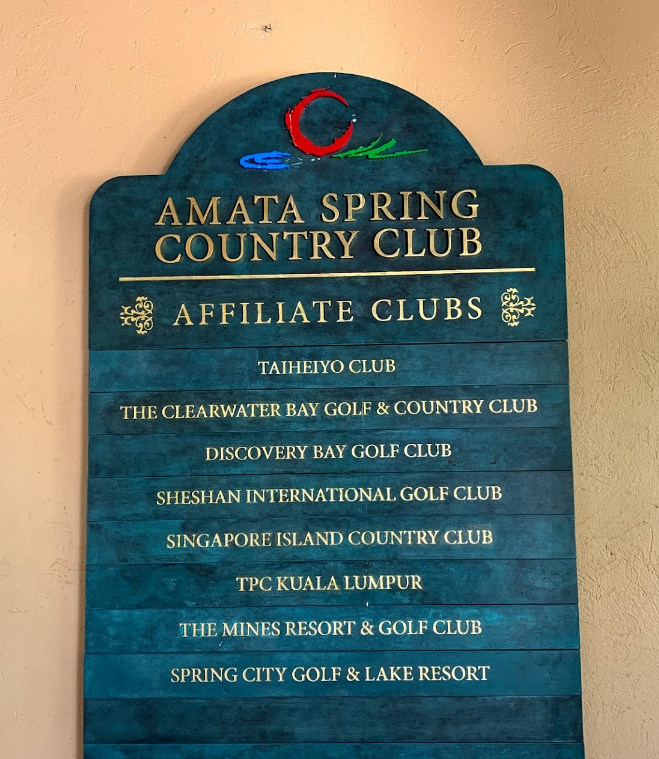 AMATA SPRING
COUNTRY CLUB
AFFILIATE CLUBS
TAIHEIYO CLUB
THE CLEARWATER BAY GOLF & COUNTRY CLUB
DISCOVERY BAY GOLF CLUB
SHESHAN INTERNATIONAL GOLF CLUB
SINGAPORE ISLAND COUNTRY CLUB
TPC KUALA LUMPUR
THE MINES RESORT & GOLF CLUB
SPRING CITY GOLF & LAKE RESORT